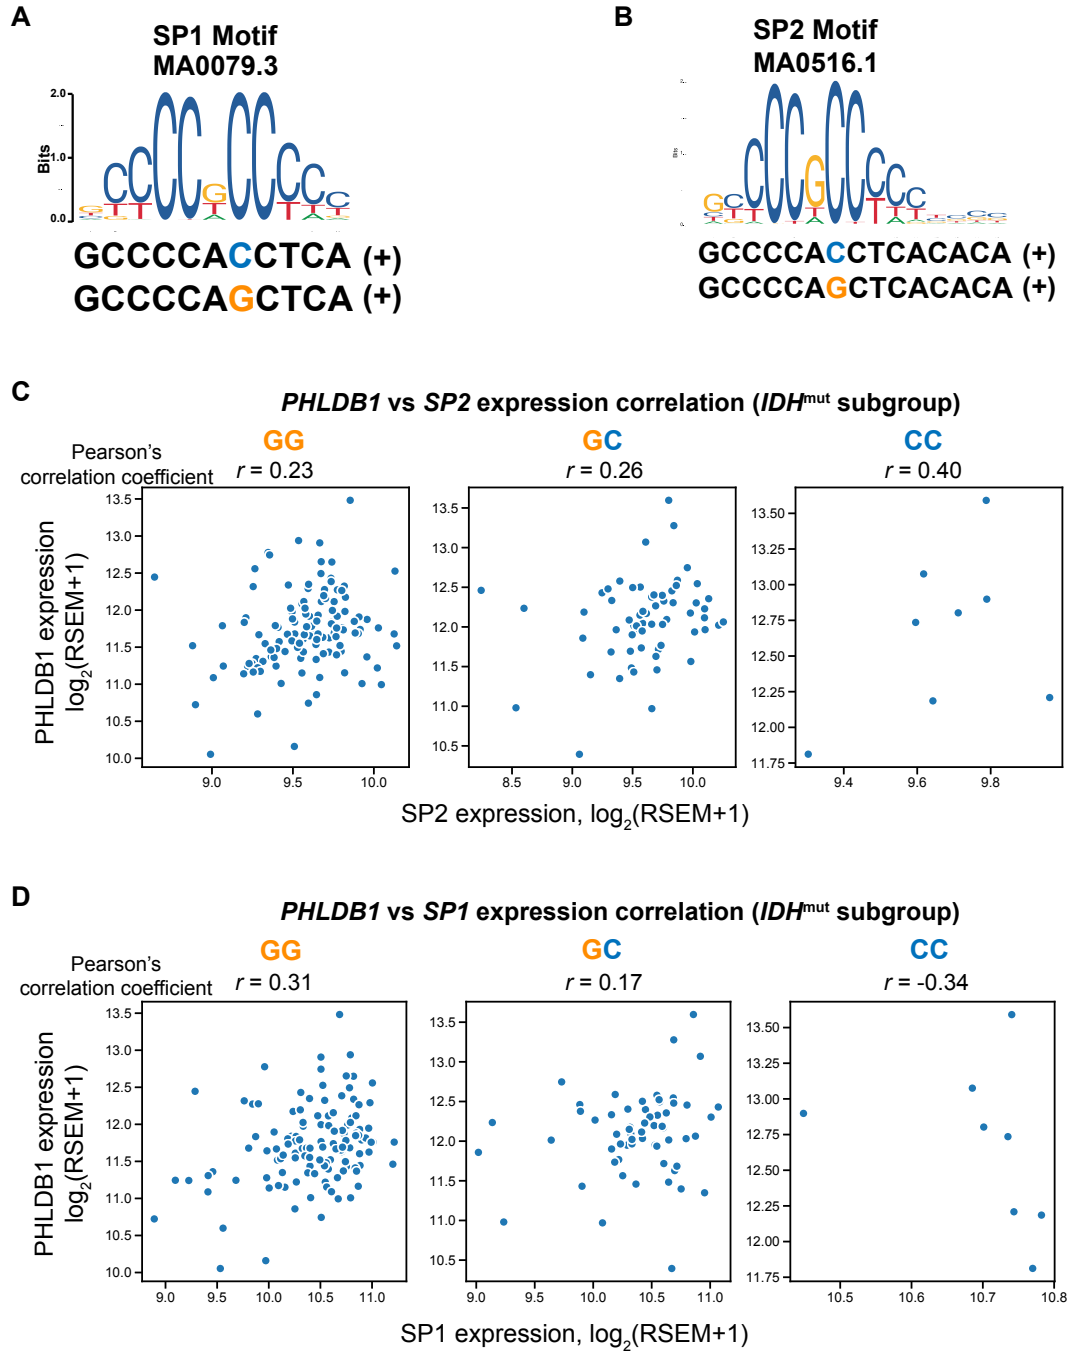 A
SP1 Motif
MA0079.3
2.0
Bits
1.0
0.0
GCCCCACCTCA (+)
GCCCCAGCTCA (+)
B
SP2 Motif
MA0516.1
Bits
GCCCCACCTCACACA (+)
GCCCCAGCTCACACA (+)
C
PHLDB1 vs SP2 expression correlation (IDHmut subgroup)
GG
GC
CC
Pearson's
correlation coefficient
r = 0.23
r = 0.26
r = 0.40
PHLDB1 expression
log2(RSEM+1)
13.5
13.0
12.5
12.0
11.5
11.0
10.5
10.0
9.0 9.5 10.0
13.5
13.0
12.5
12.0
11.5
11.0
10.5
8.5 9.0 9.5 10.0
13.50
13.25
13.00
12.75
12.50
12.25
12.00
11.75
9.4 9.6 9.8
SP2 expression, log2(RSEM+1)
D
PHLDB1 vs SP1 expression correlation (IDHmut subgroup)
GG
GC
CC
Pearson's
correlation coefficient
r = 0.31
r = 0.17
r = -0.34
PHLDB1 expression
log2(RSEM+1)
13.5
13.0
12.5
12.0
11.5
11.0
10.5
10.0
9.0 9.5 10.0 10.5 11.0
13.5
13.0
12.5
12.0
11.5
11.0
10.5
9.0 9.5 10.0 10.5 11.0
13.50
13.25
13.00
12.75
12.50
12.25
12.00
11.75
10.5 10.6 10.7 10.8
SP1 expression, log2(RSEM+1)